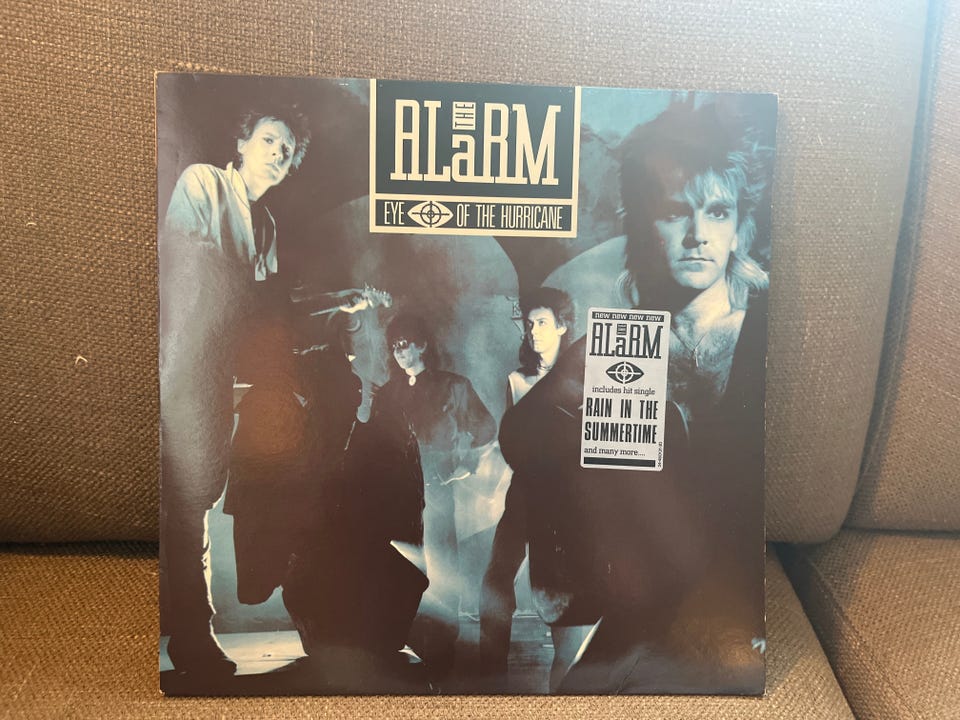 THE
ALaRM
EYE OF THE HURRICANE
new new new new
THE
ALaRM
includes hit single
RAIN IN THE
SUMMERTIME
and many more....